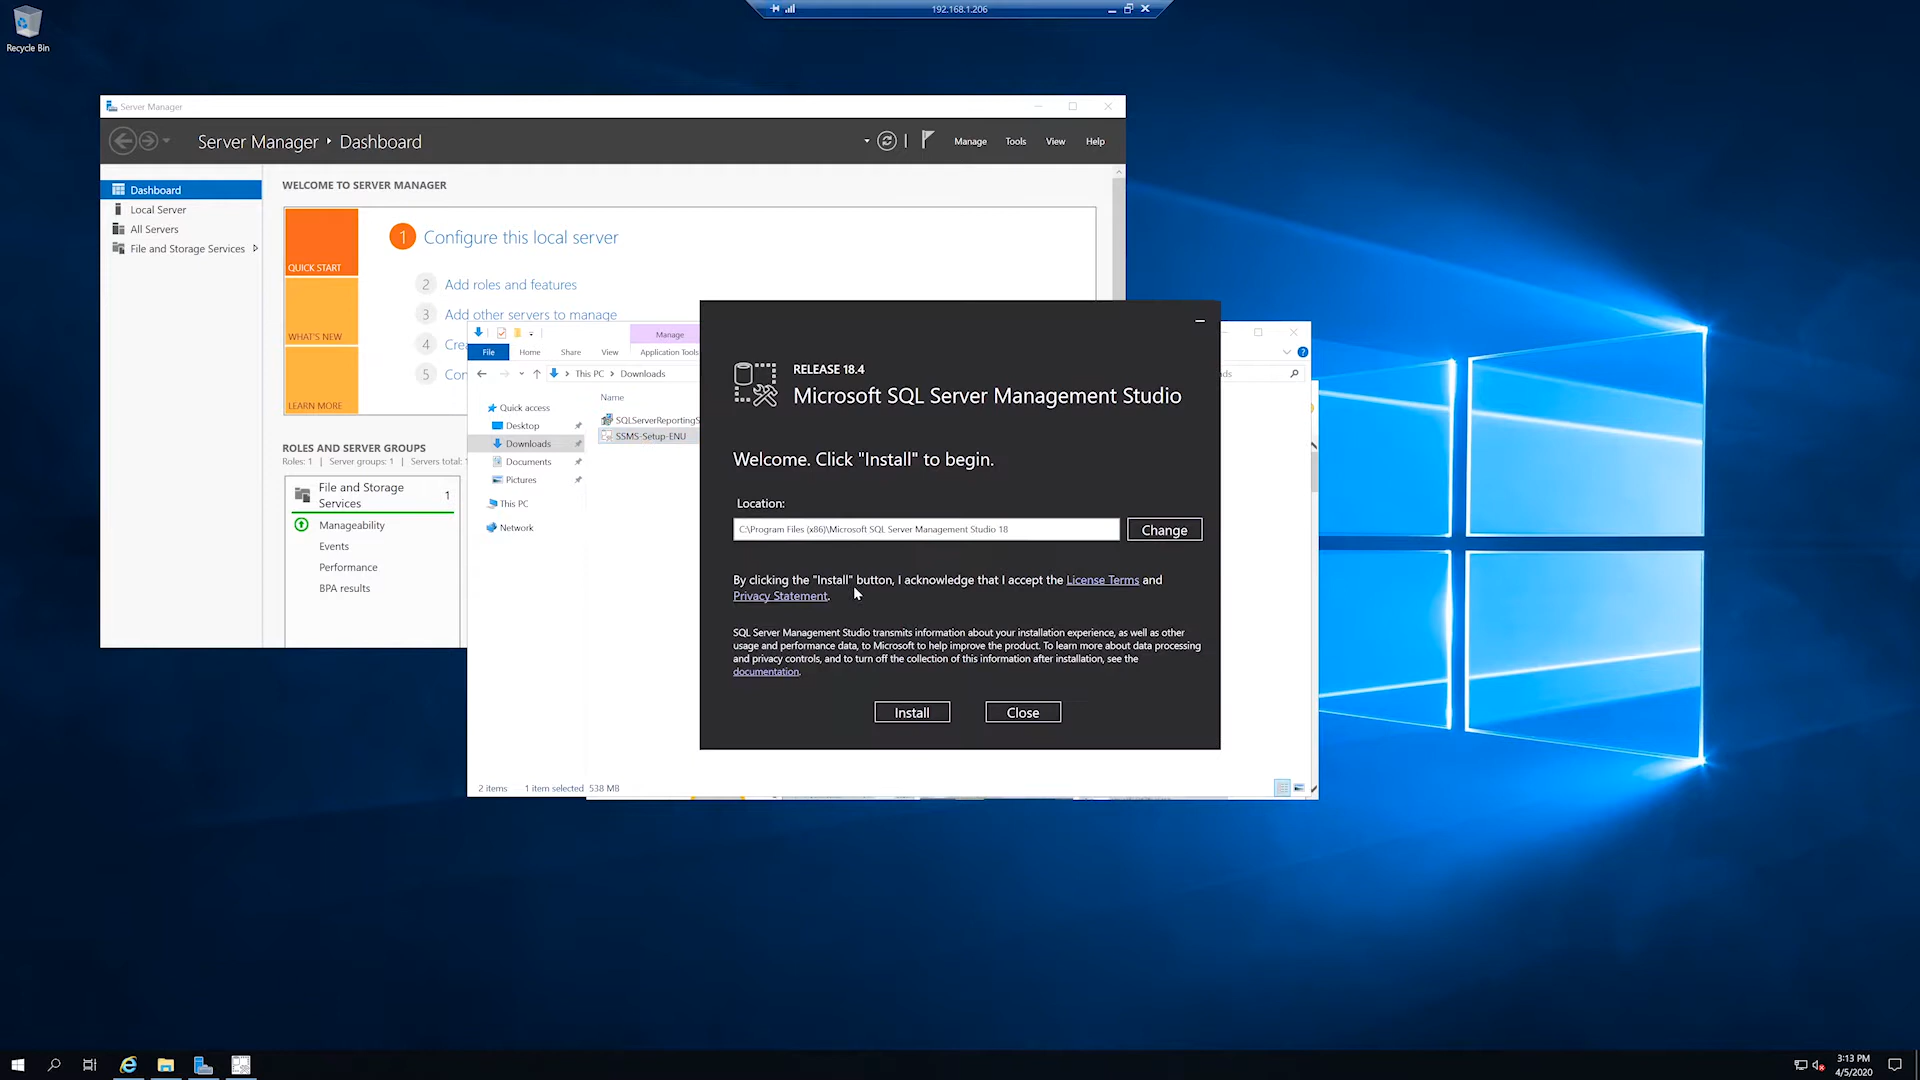 192.168.1.206
Recycle Bin
Server Manager
Server Manager
Dashboard
Manage
Tools
View
Help
Dashboard
Local Server
All Servers
File and Storage Services
WELCOME TO SERVER MANAGER
QUICK START
WHAT'S NEW
LEARN MORE
1 Configure this local server
2 Add roles and features
3 Add other servers to manage
4 Cre
5 Con
ROLES AND SERVER GROUPS
Roles: 1 | Server groups: 1 | Servers total: 1
File and Storage
Services
1
Manageability
Events
Performance
BPA results
Manage
File
Home
Share
View
Application Tools
This PC
Downloads
ds
Quick access
Desktop
Downloads
Documents
Pictures
This PC
Network
Name
SQLServerReportingS
SSMS-Setup-ENU
2 items
1 item selected 538 MB
RELEASE 18.4
Microsoft SQL Server Management Studio
Welcome. Click "Install" to begin.
Location:
C:\Program Files (x86)\Microsoft SQL Server Management Studio 18
Change
By clicking the "Install" button, I acknowledge that I accept the License Terms and
Privacy Statement.
SQL Server Management Studio transmits information about your installation experience, as well as other
usage and performance data, to Microsoft to help improve the product. To learn more about data processing
and privacy controls, and to turn off the collection of this information after installation, see the
documentation.
Install
Close
3:13 PM
4/5/2020